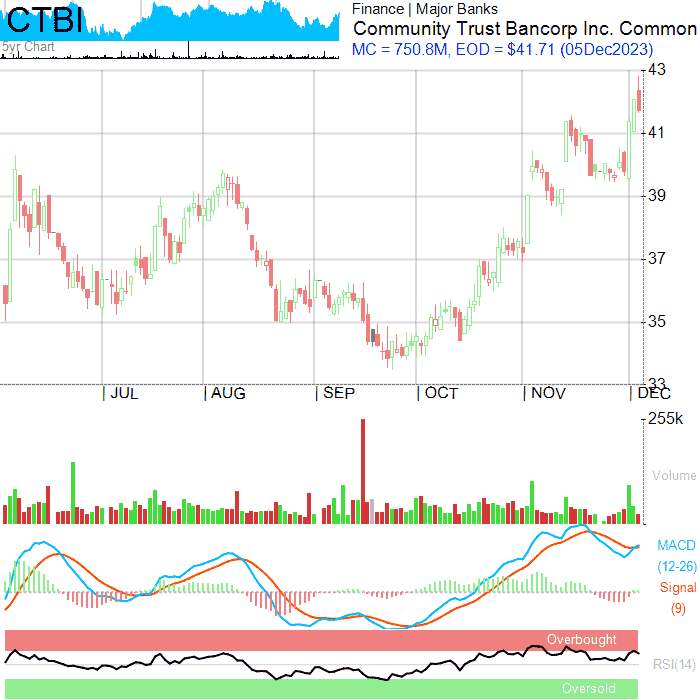 CTBI
5yr Chart
Finance | Major Banks
Community Trust Bancorp Inc. Common
MC = 750.8M, EOD = $41.71 (05Dec2023)
43
41
39
37
35
33
JUL AUG SEP OCT NOV DEC
255k
Volume
MACD
(12-26)
Signal
(9)
Overbought
RSI(14)
Oversold